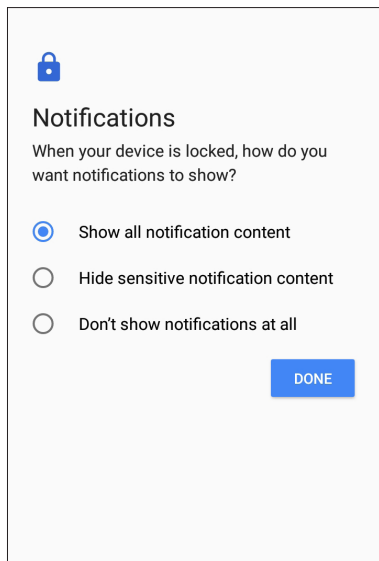 Notifications
When your device is locked, how do you
want notifications to show?
Show all notification content
Hide sensitive notification content
Don’t show notifications at all
DONE